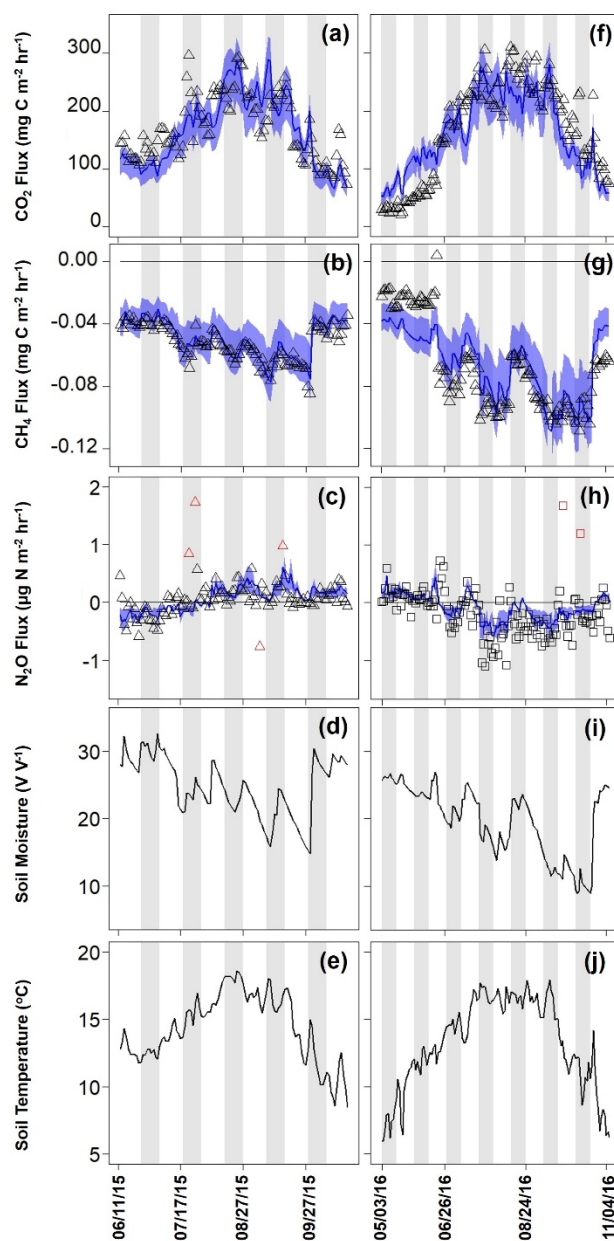 (a)
(f)
CO₂ Flux (mg C m⁻² hr⁻¹)
300
200
100
0
(b)
(g)
CH₄ Flux (mg C m⁻² hr⁻¹)
0.00
-0.04
-0.08
-0.12
(c)
(h)
N₂O Flux (µg N m⁻² hr⁻¹)
2
1
0
-1
(d)
(i)
Soil Moisture (V V⁻¹)
30
20
10
(e)
(j)
Soil Temperature (°C)
20
15
10
5
06/11/15
07/17/15
08/27/15
09/27/15
05/03/16
06/26/16
08/24/16
11/04/16